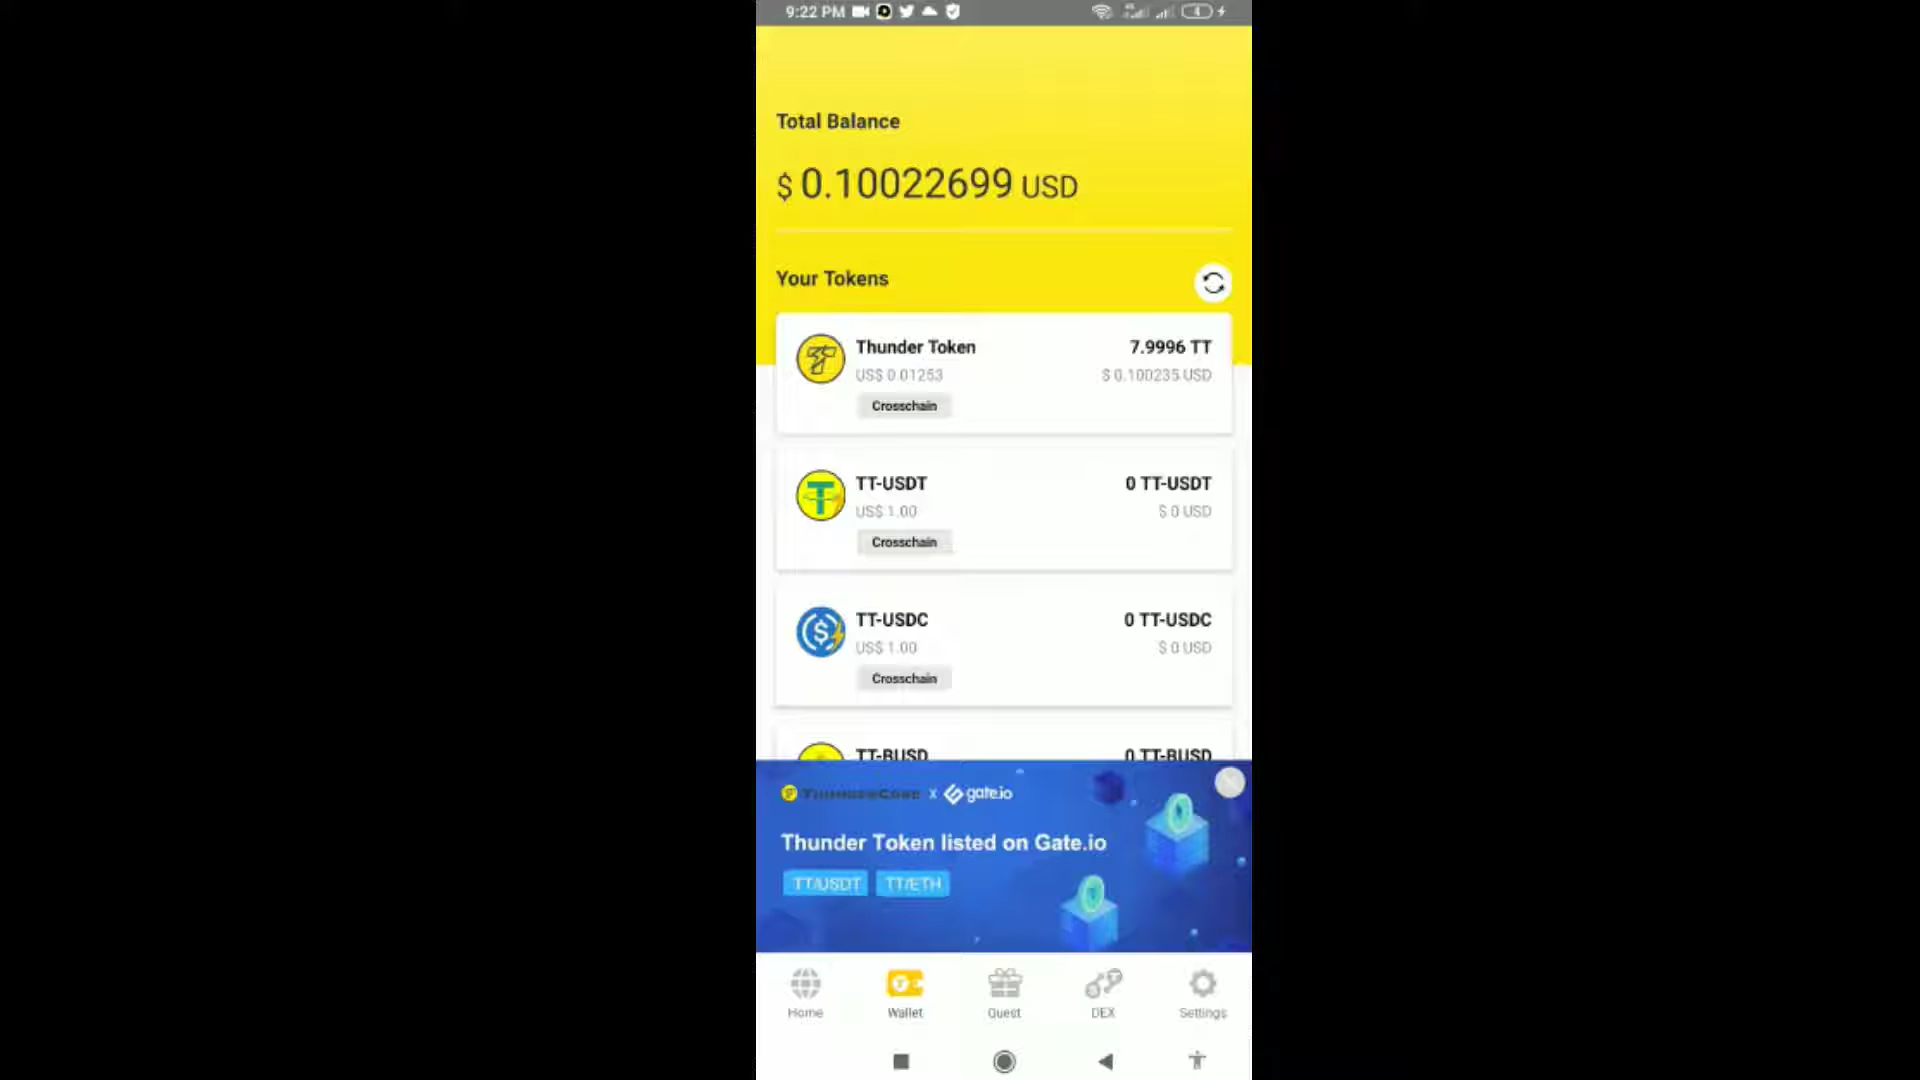 9:22 PM
Total Balance
$ 0.10022699 USD
Your Tokens
Thunder Token 7.9996 TT
US$ 0.01253 $ 0.100235 USD
Crosschain
TT-USDT 0 TT-USDT
US$ 1.00 $ 0 USD
Crosschain
TT-USDC 0 TT-USDC
US$ 1.00 $ 0 USD
Crosschain
TT-BUSD 0 TT-BUSD
THUNDERCORE x gate.io
Thunder Token listed on Gate.io
TT/USDT TT/ETH
Home Wallet Quest DEX Settings